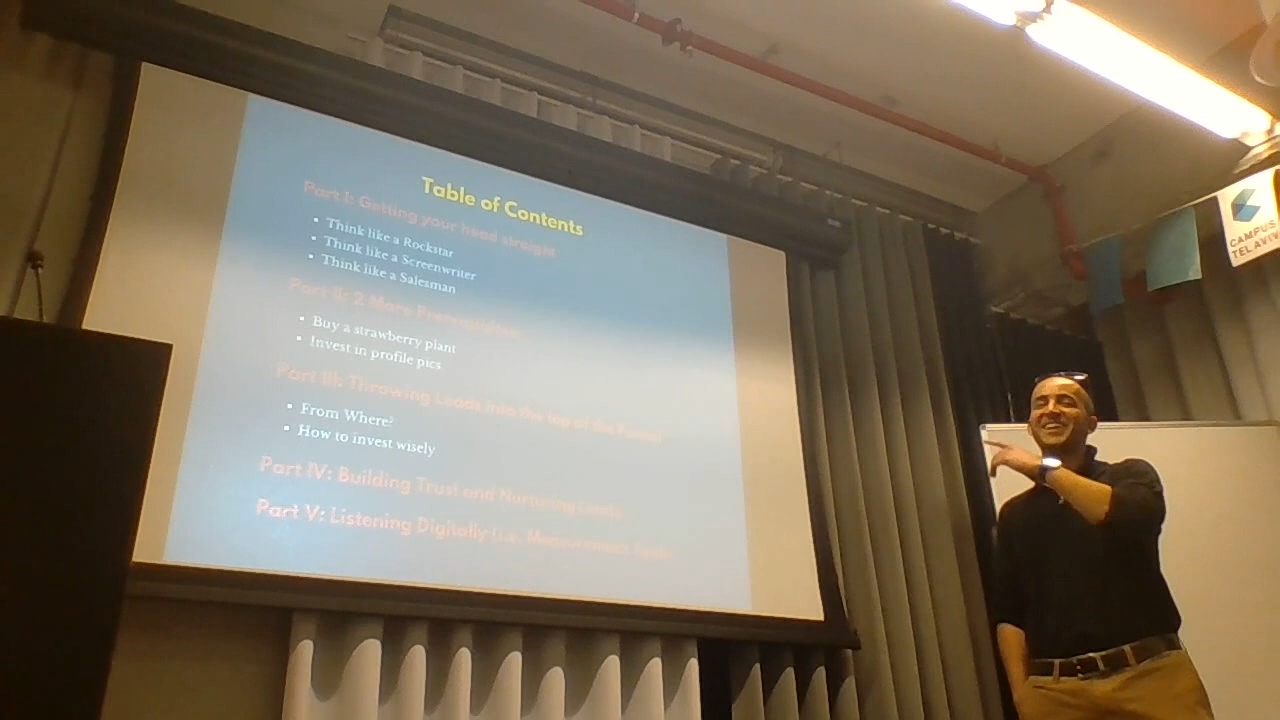 Table of Contents
Part I: Getting your head straight
Think like a Rockstar
Think like a Screenwriter
Think like a Salesman
Part II: 2 More
Buy a strawberry plant
Invest in profile pics
Part III: Throwing Leads into the top of the Funnel
From Where?
How to invest wisely
Part IV: Building Trust and Nurturing Leads
Part V: Listening Digitally (i.e. Measurement
CAMPUS
TEL AVIV